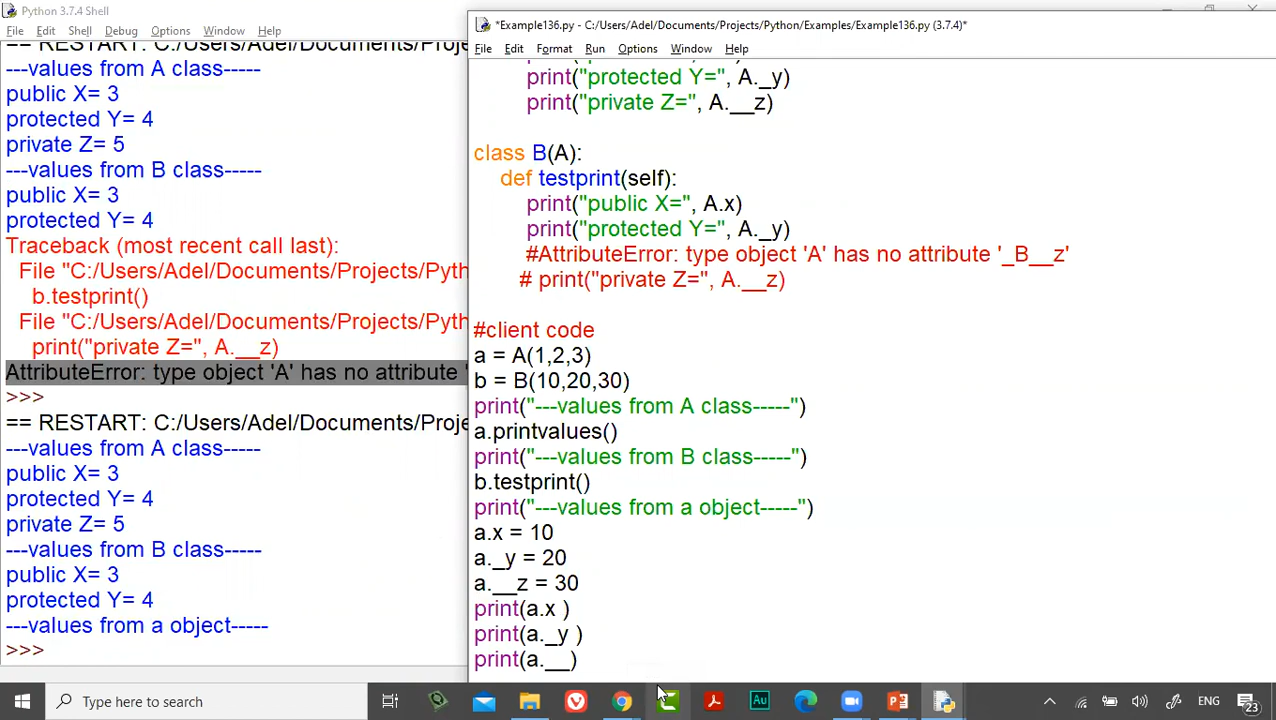 Python 3.7.4 Shell
File Edit Shell Debug Options Window Help
== RESTART: C:/Users/Adel/Documents/Proje
---values from A class-----
public X= 3
protected Y= 4
private Z= 5
---values from B class-----
public X= 3
protected Y= 4
Traceback (most recent call last):
File "C:/Users/Adel/Documents/Projects/Pyth
b.testprint()
File "C:/Users/Adel/Documents/Projects/Pyth
print("private Z=", A.__z)
AttributeError: type object 'A' has no attribute '
>>>
== RESTART: C:/Users/Adel/Documents/Proje
---values from A class-----
public X= 3
protected Y= 4
private Z= 5
---values from B class-----
public X= 3
protected Y= 4
---values from a object-----
>>>
*Example136.py - C:/Users/Adel/Documents/Projects/Python/Examples/Example136.py (3.7.4)*
File Edit Format Run Options Window Help
print("protected Y=", A._y)
print("private Z=", A.__z)
class B(A):
def testprint(self):
print("public X=", A.x)
print("protected Y=", A._y)
#AttributeError: type object 'A' has no attribute '_B__z'
# print("private Z=", A.__z)
#client code
a = A(1,2,3)
b = B(10,20,30)
print("---values from A class-----")
a.printvalues()
print("---values from B class-----")
b.testprint()
print("---values from a object-----")
a.x = 10
a._y = 20
a.__z = 30
print(a.x )
print(a._y )
print(a.__)
Type here to search
Au
ENG
23